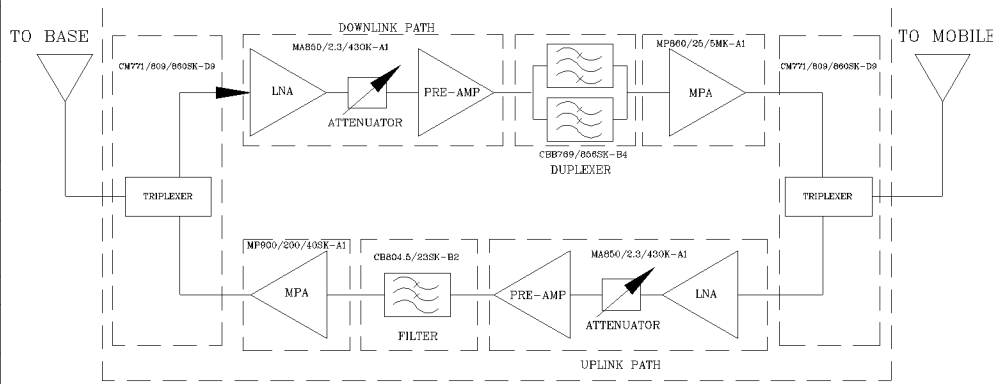 DOWNLINK PATH
TO BASE
TO MOBILE
MA850/2.3/430K-A1
MP860/25/5MK-A1
CM771/809/860SK-D9
CM771/809/860SK-D9
LNA
PRE-AMP
MPA
ATTENUATOR
CBB769/856SK-B4
DUPLEXER
TRIPLEXER
TRIPLEXER
MP900/200/40SK-A1
CB804.5/23SK-B2
MA850/2.3/430K-A1
MPA
PRE-AMP
LNA
ATTENUATOR
FILTER
UPLINK PATH